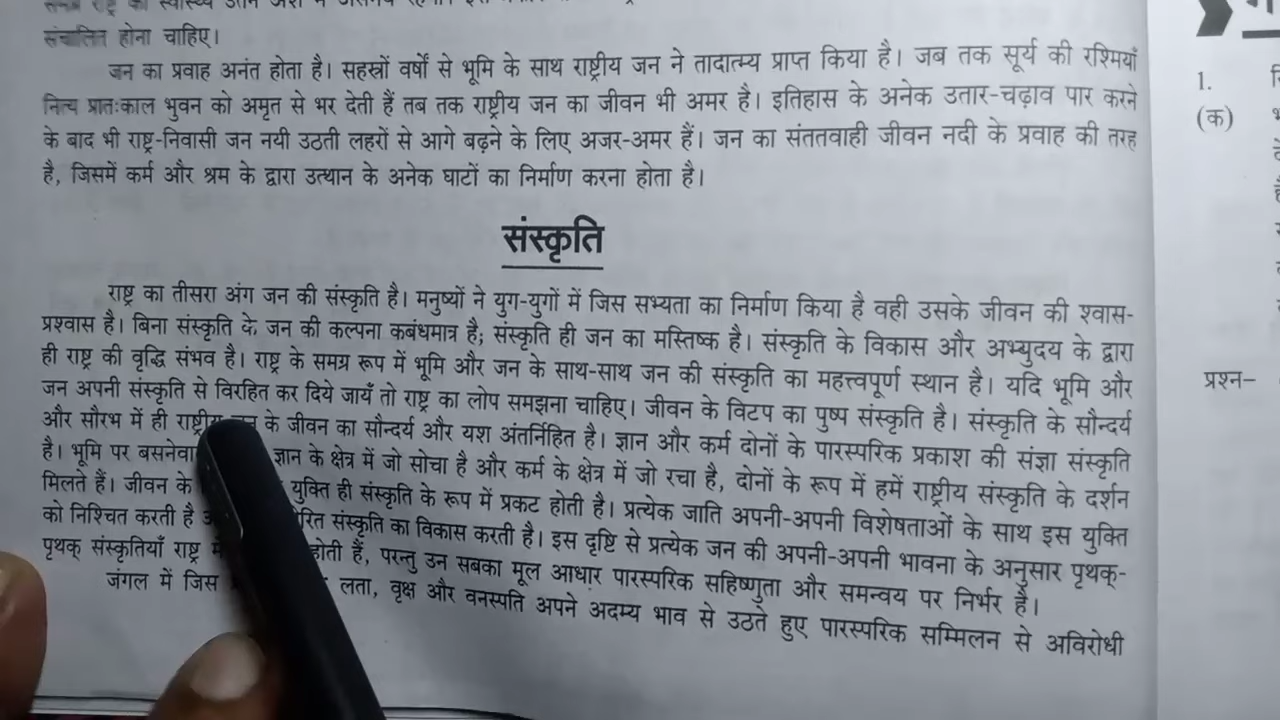 संचालित होना चाहिए।
जन का प्रवाह अनंत होता है। सहस्रों वर्षों से भूमि के साथ राष्ट्रीय जन ने तादात्म्य प्राप्त किया है। जब तक सूर्य की रश्मियाँ
नित्य प्रातःकाल भुवन को अमृत से भर देती हैं तब तक राष्ट्रीय जन का जीवन भी अमर है। इतिहास के अनेक उतार-चढ़ाव पार करने
के बाद भी राष्ट्र-निवासी जन नयी उठती लहरों से आगे बढ़ने के लिए अजर-अमर हैं। जन का संततवाही जीवन नदी के प्रवाह की तरह
है, जिसमें कर्म और श्रम के द्वारा उत्थान के अनेक घाटों का निर्माण करना होता है।
संस्कृति
राष्ट्र का तीसरा अंग जन की संस्कृति है। मनुष्यों ने युग-युगों में जिस सभ्यता का निर्माण किया है वही उसके जीवन की श्वास-
प्रश्वास है। बिना संस्कृति के जन की कल्पना कबंधमात्र है; संस्कृति ही जन का मस्तिष्क है। संस्कृति के विकास और अभ्युदय के द्वारा
ही राष्ट्र की वृद्धि संभव है। राष्ट्र के समग्र रूप में भूमि और जन के साथ-साथ जन की संस्कृति का महत्त्वपूर्ण स्थान है। यदि भूमि और
जन अपनी संस्कृति से विरहित कर दिये जायँ तो राष्ट्र का लोप समझना चाहिए। जीवन के विटप का पुष्प संस्कृति है। संस्कृति के सौन्दर्य
और सौरभ में ही राष्ट्रीय जन के जीवन का सौन्दर्य और यश अंतर्निहित है। ज्ञान और कर्म दोनों के पारस्परिक प्रकाश की संज्ञा संस्कृति
है। भूमि पर ज्ञान के क्षेत्र में जो सोचा है और कर्म के क्षेत्र में जो रचा है, दोनों के रूप में हमें राष्ट्रीय संस्कृति के दर्शन
मिलते हैं। जीवन के युक्ति ही संस्कृति के रूप में प्रकट होती है। प्रत्येक जाति अपनी-अपनी विशेषताओं के साथ इस युक्ति
को निश्चित करती है संस्कृति का विकास करती है। इस दृष्टि से प्रत्येक जन की अपनी-अपनी भावना के अनुसार पृथक्-
पृथक् संस्कृतियाँ राष्ट्र होती हैं, परन्तु उन सबका मूल आधार पारस्परिक सहिष्णुता और समन्वय पर निर्भर है।
जंगल में जिस लता, वृक्ष और वनस्पति अपने अदम्य भाव से उठते हुए पारस्परिक सम्मिलन से अविरोधी
1.
(क)
प्रश्न–